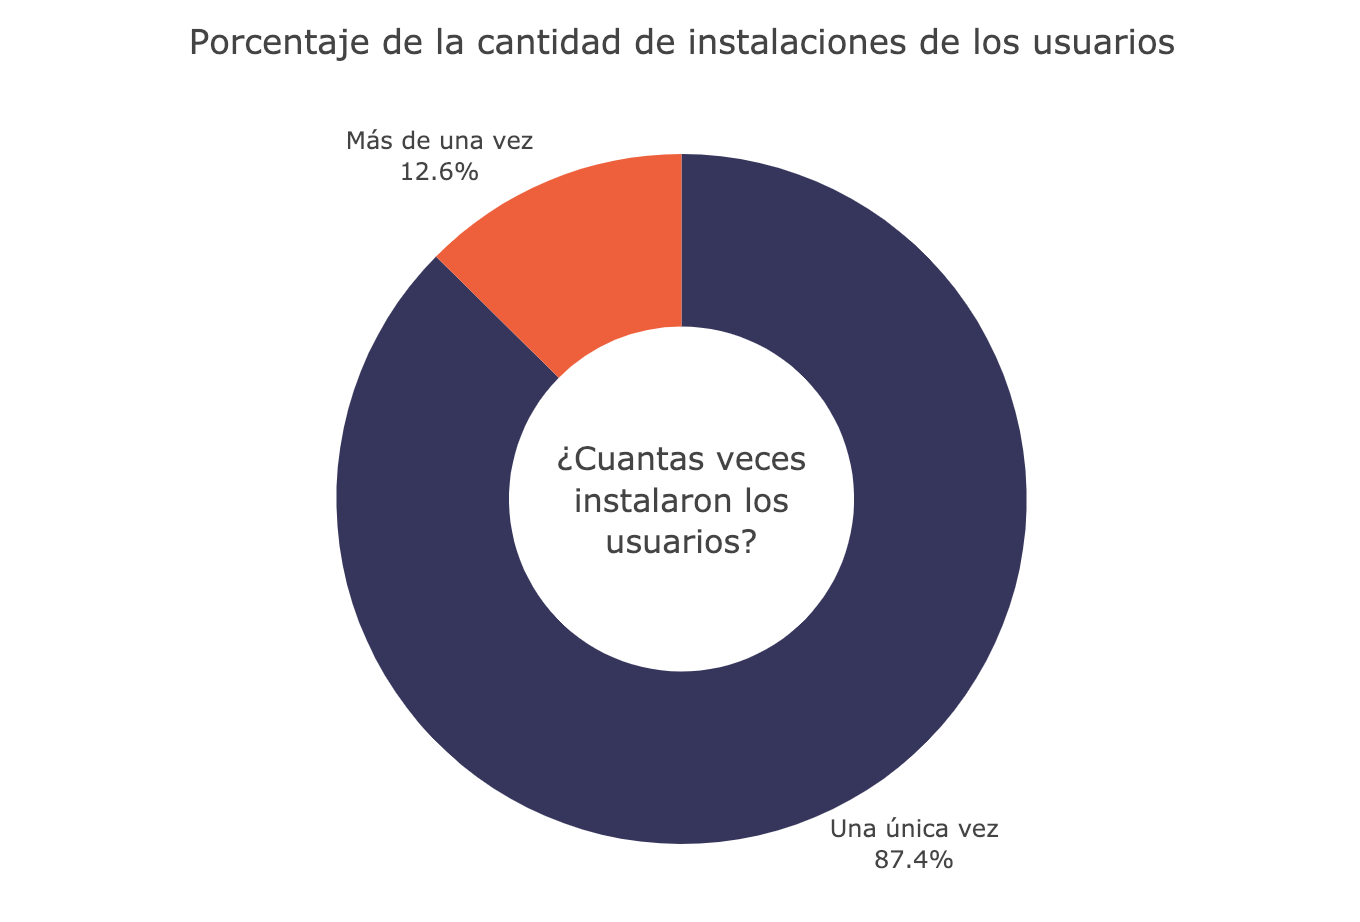 Porcentaje de la cantidad de instalaciones de los usuarios
Más de una vez
12.6%
¿Cuantas veces
instalaron los
usuarios?
Una única vez
87.4%